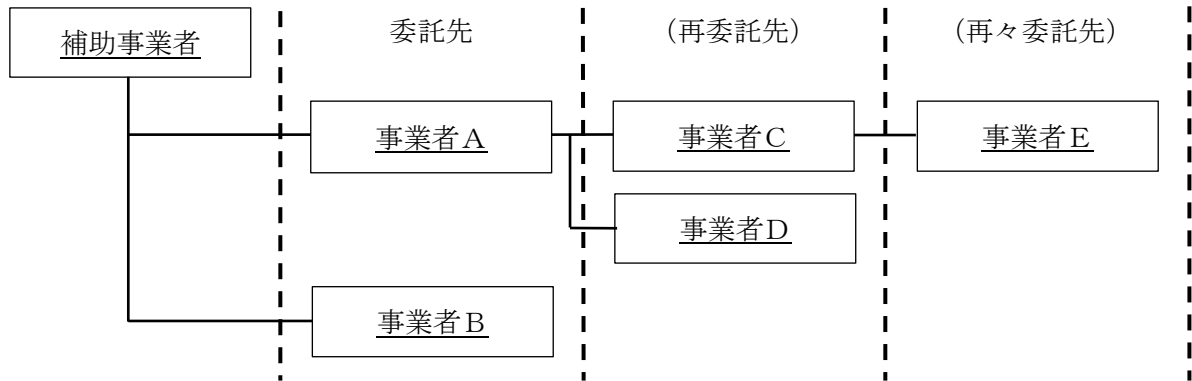 補助事業者
委託先
（再委託先）
（再々委託先）
事業者Ａ
事業者Ｃ
事業者Ｅ
事業者Ｄ
事業者Ｂ